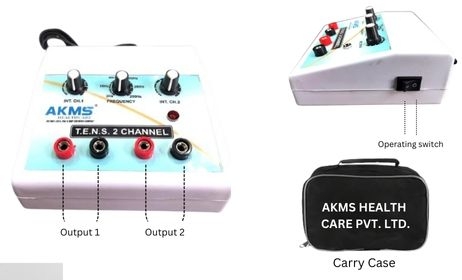 INT. CH.1
FREQUENCY
INT. CH.2
AKMS
HEALTHCARE
T.E.N.S. 2 CHANNEL
Output 1
Output 2
Operating switch
AKMS HEALTH
CARE PVT. LTD.
Carry Case